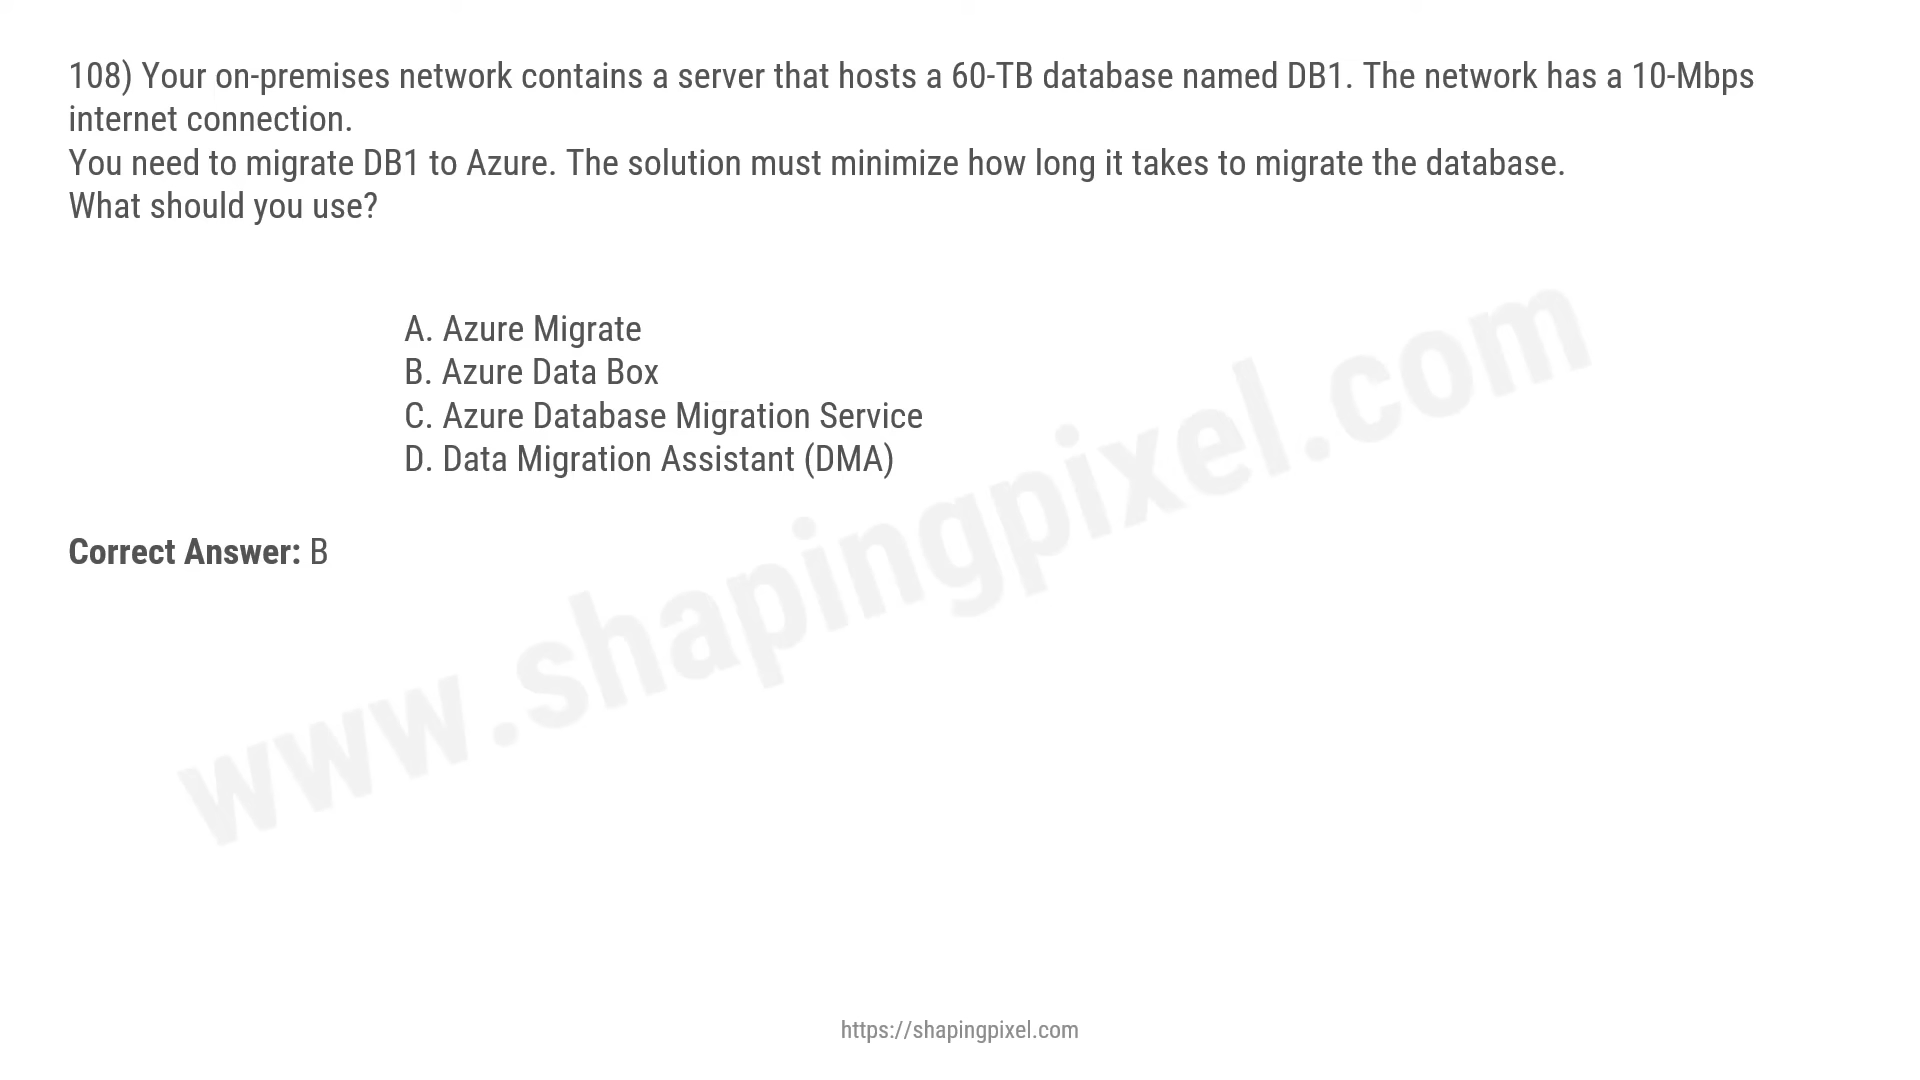 108) Your on-premises network contains a server that hosts a 60-TB database named DB1. The network has a 10-Mbps
internet connection.
You need to migrate DB1 to Azure. The solution must minimize how long it takes to migrate the database.
What should you use?
A. Azure Migrate
B. Azure Data Box
C. Azure Database Migration Service
D. Data Migration Assistant (DMA)
Correct Answer: B
www.shapingpixel.com
https://shapingpixel.com